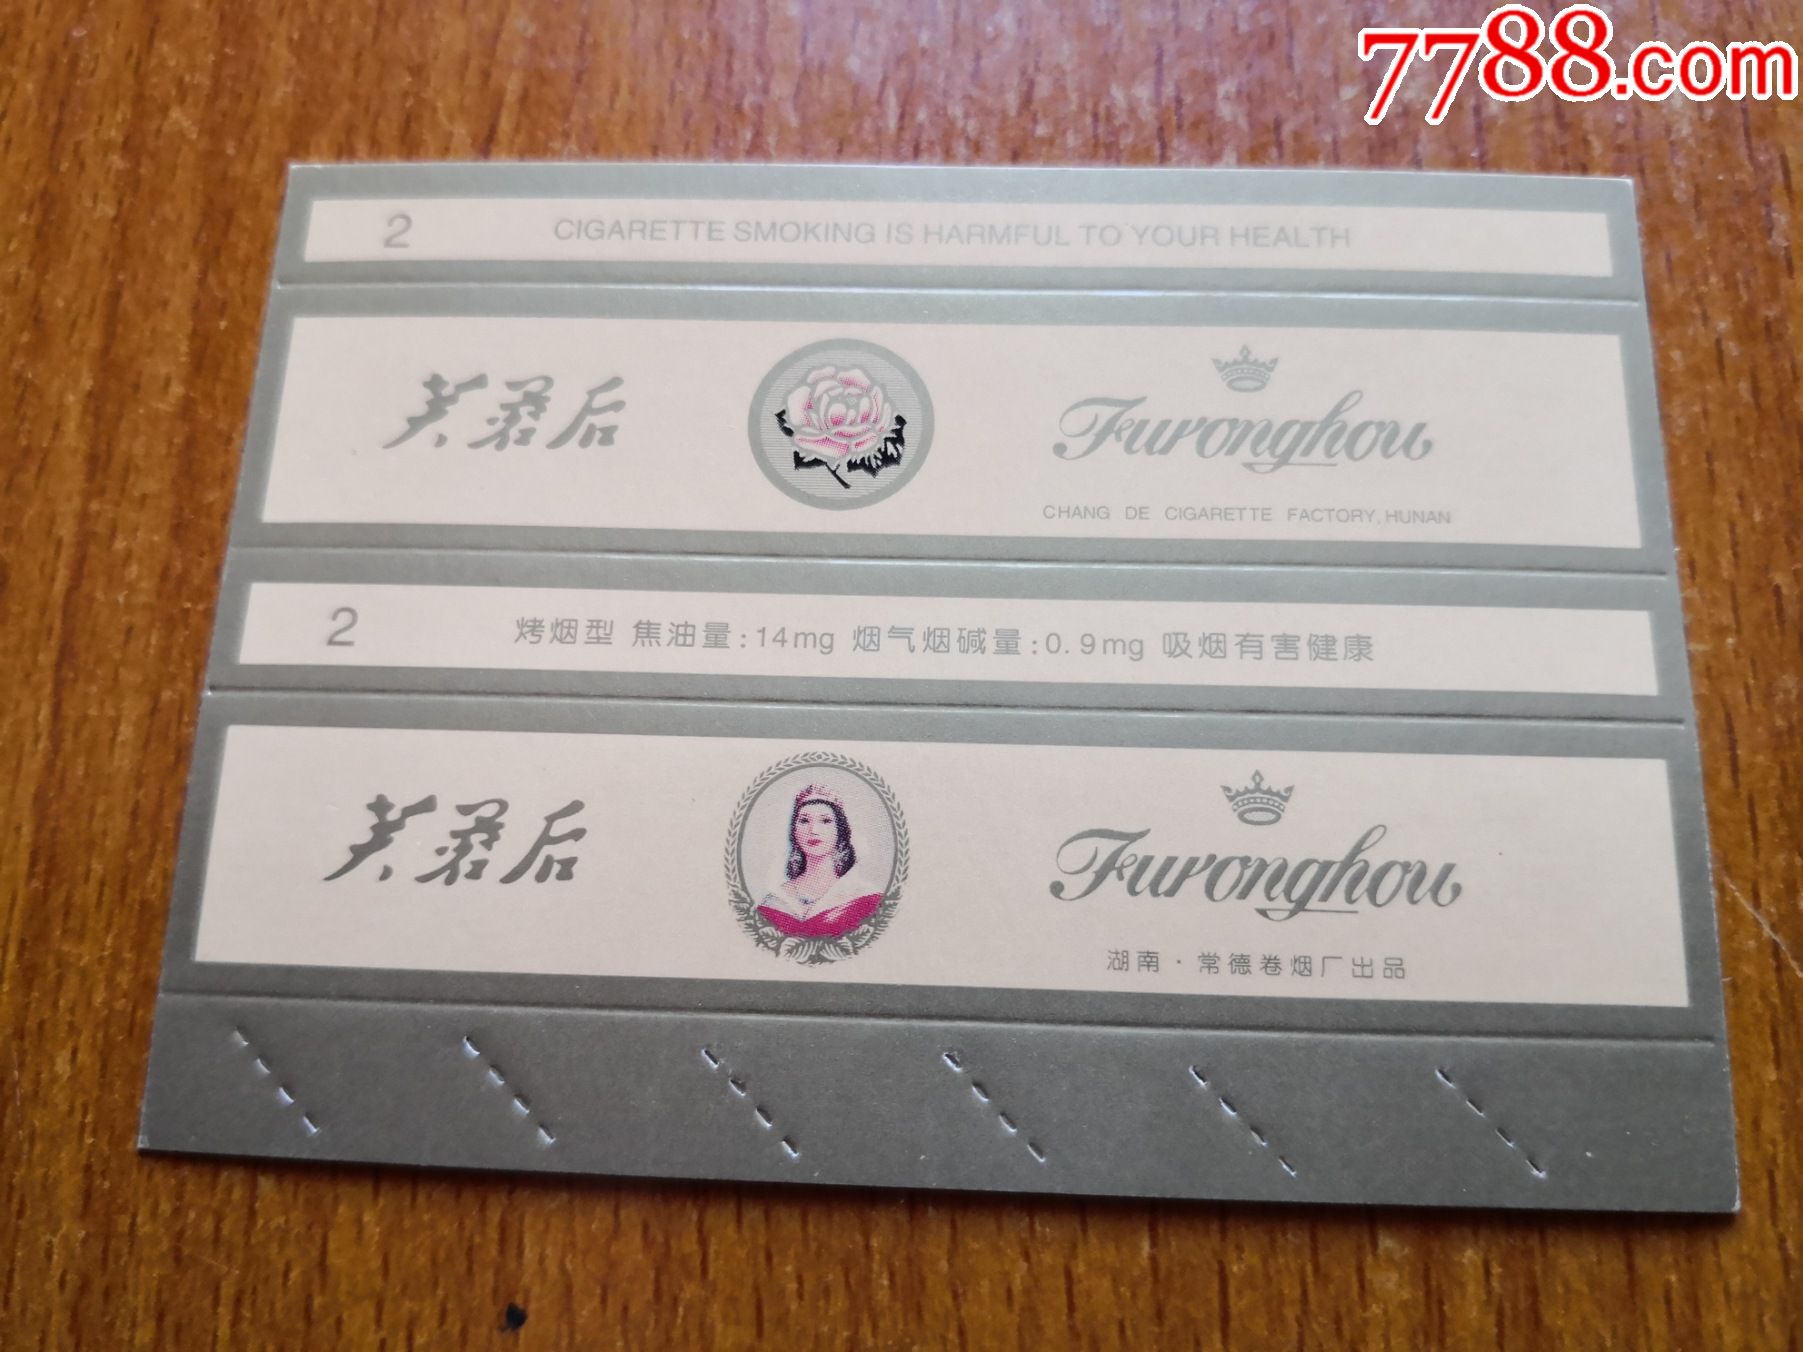 7788.com
2 CIGARETTE SMOKING IS HARMFUL TO YOUR HEALTH
芙蓉后 Furonghou
CHANG DE CIGARETTE FACTORY, HUNAN
2 烤烟型 焦油量:14mg 烟气烟碱量:0.9mg 吸烟有害健康
芙蓉后 Furonghou
湖南·常德卷烟厂出品